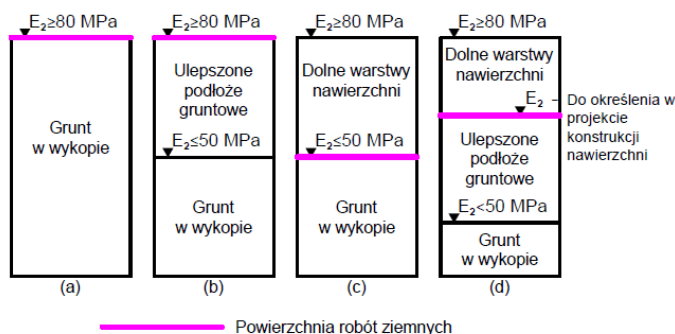 E₂≥80 MPa
Grunt
w wykopie
(a)
E₂≥80 MPa
Ulepszone
podłoże
gruntowe
E₂≤50 MPa
Grunt
w wykopie
(b)
E₂≥80 MPa
Dolne warstwy
nawierzchni
E₂≤50 MPa
Grunt
w wykopie
(c)
E₂≥80 MPa
Dolne warstwy
nawierzchni
E₂ – Do określenia w
projekcie
konstrukcji
nawierzchni
Ulepszone
podłoże
gruntowe
E₂<50 MPa
Grunt
w wykopie
(d)
Powierzchnia robót ziemnych